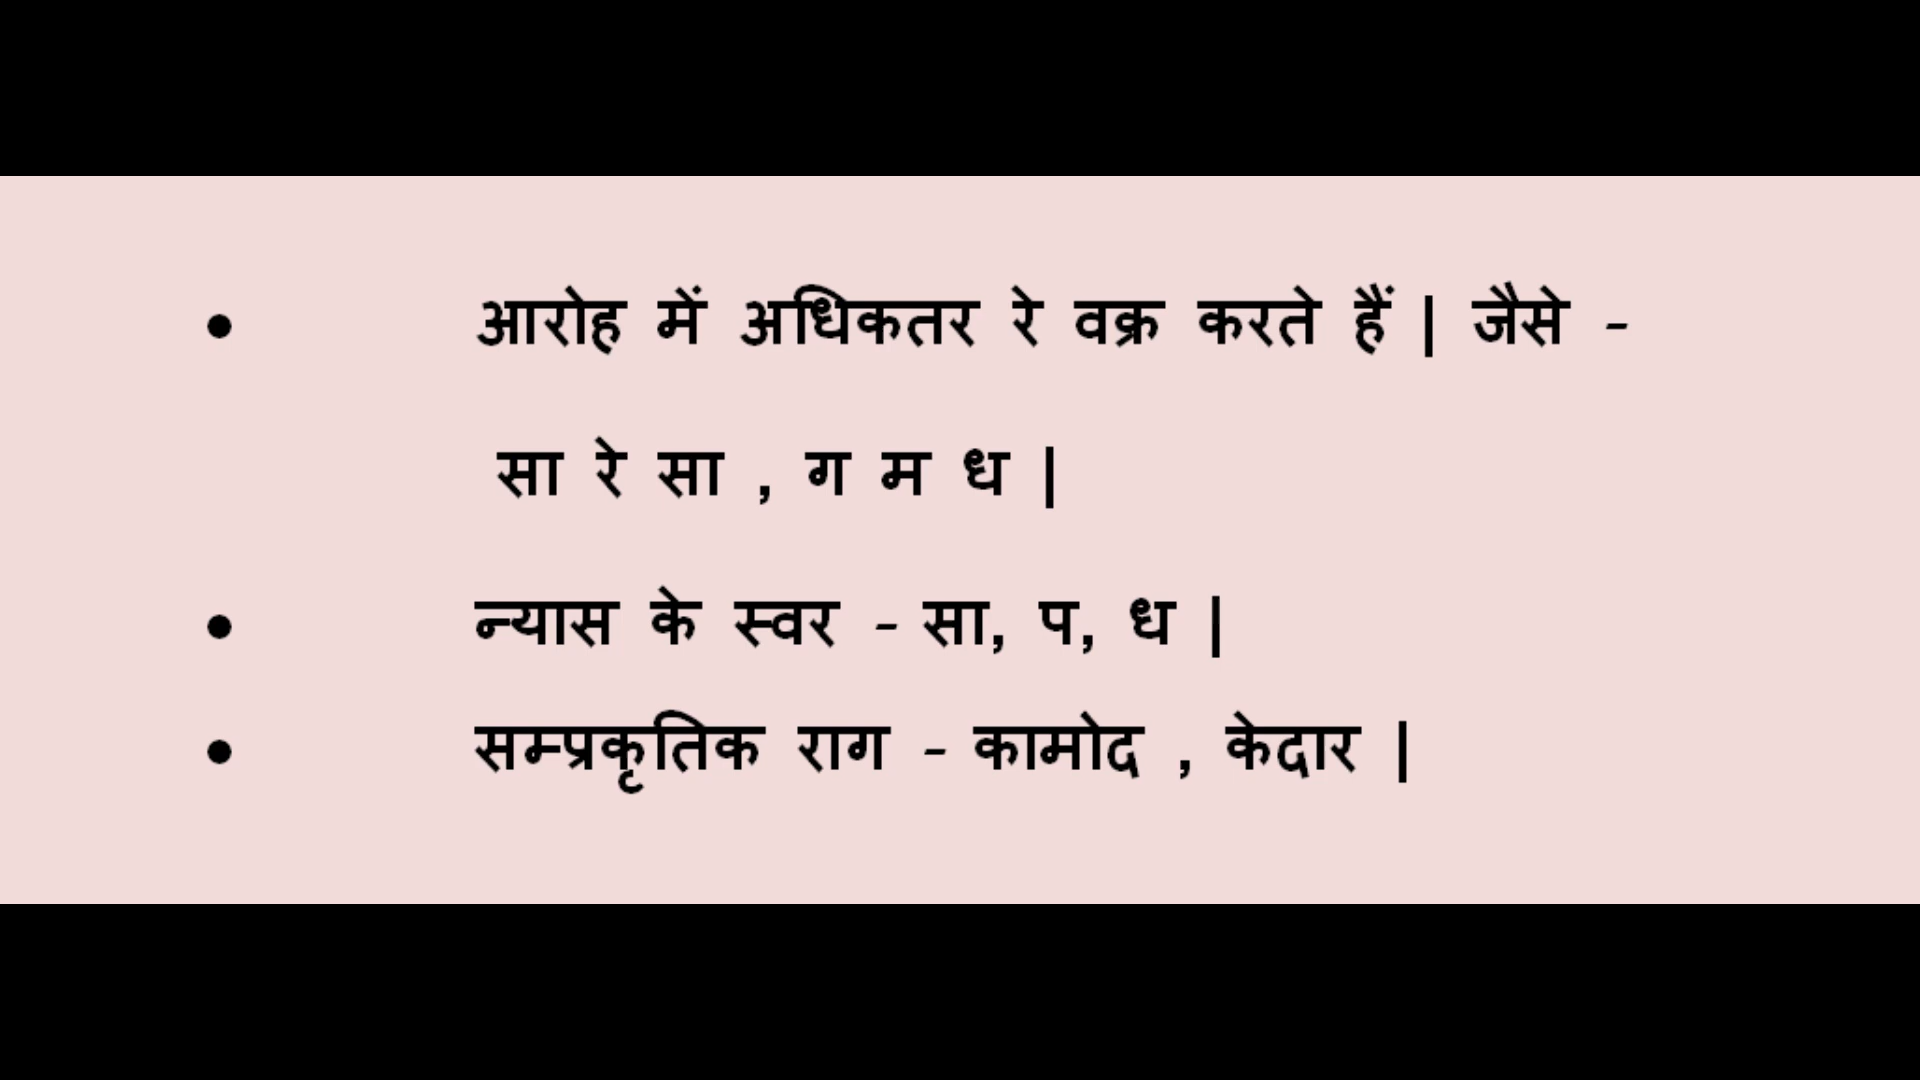 • आरोह में अधिकतर रे वक्र करते हैं | जैसे -
सा रे सा , ग म ध |
• न्यास के स्वर - सा, प, ध |
• सम्प्रकृतिक राग - कामोद , केदार |